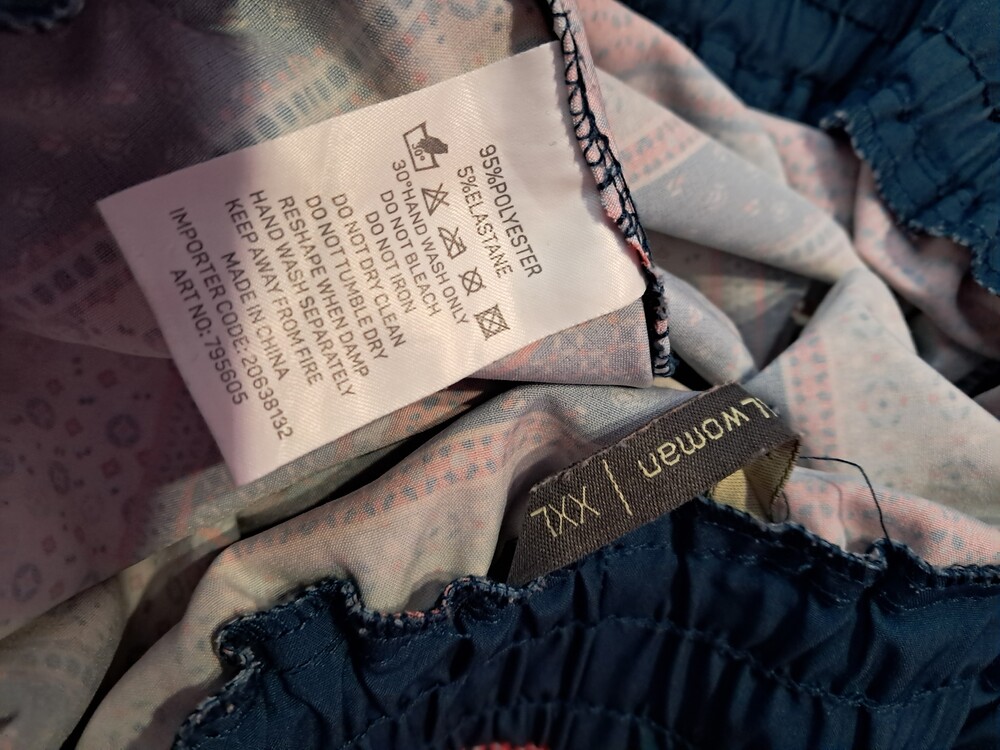 95%POLYESTER
5%ELASTANE
30°
30°HAND WASH ONLY
DO NOT BLEACH
DO NOT IRON
DO NOT DRY CLEAN
DO NOT TUMBLE DRY
RESHAPE WHEN DAMP
HAND WASH SEPARATELY
KEEP AWAY FROM FIRE
MADE IN CHINA
IMPORTER CODE: 20638132
ART NO: 795605
woman | XXL